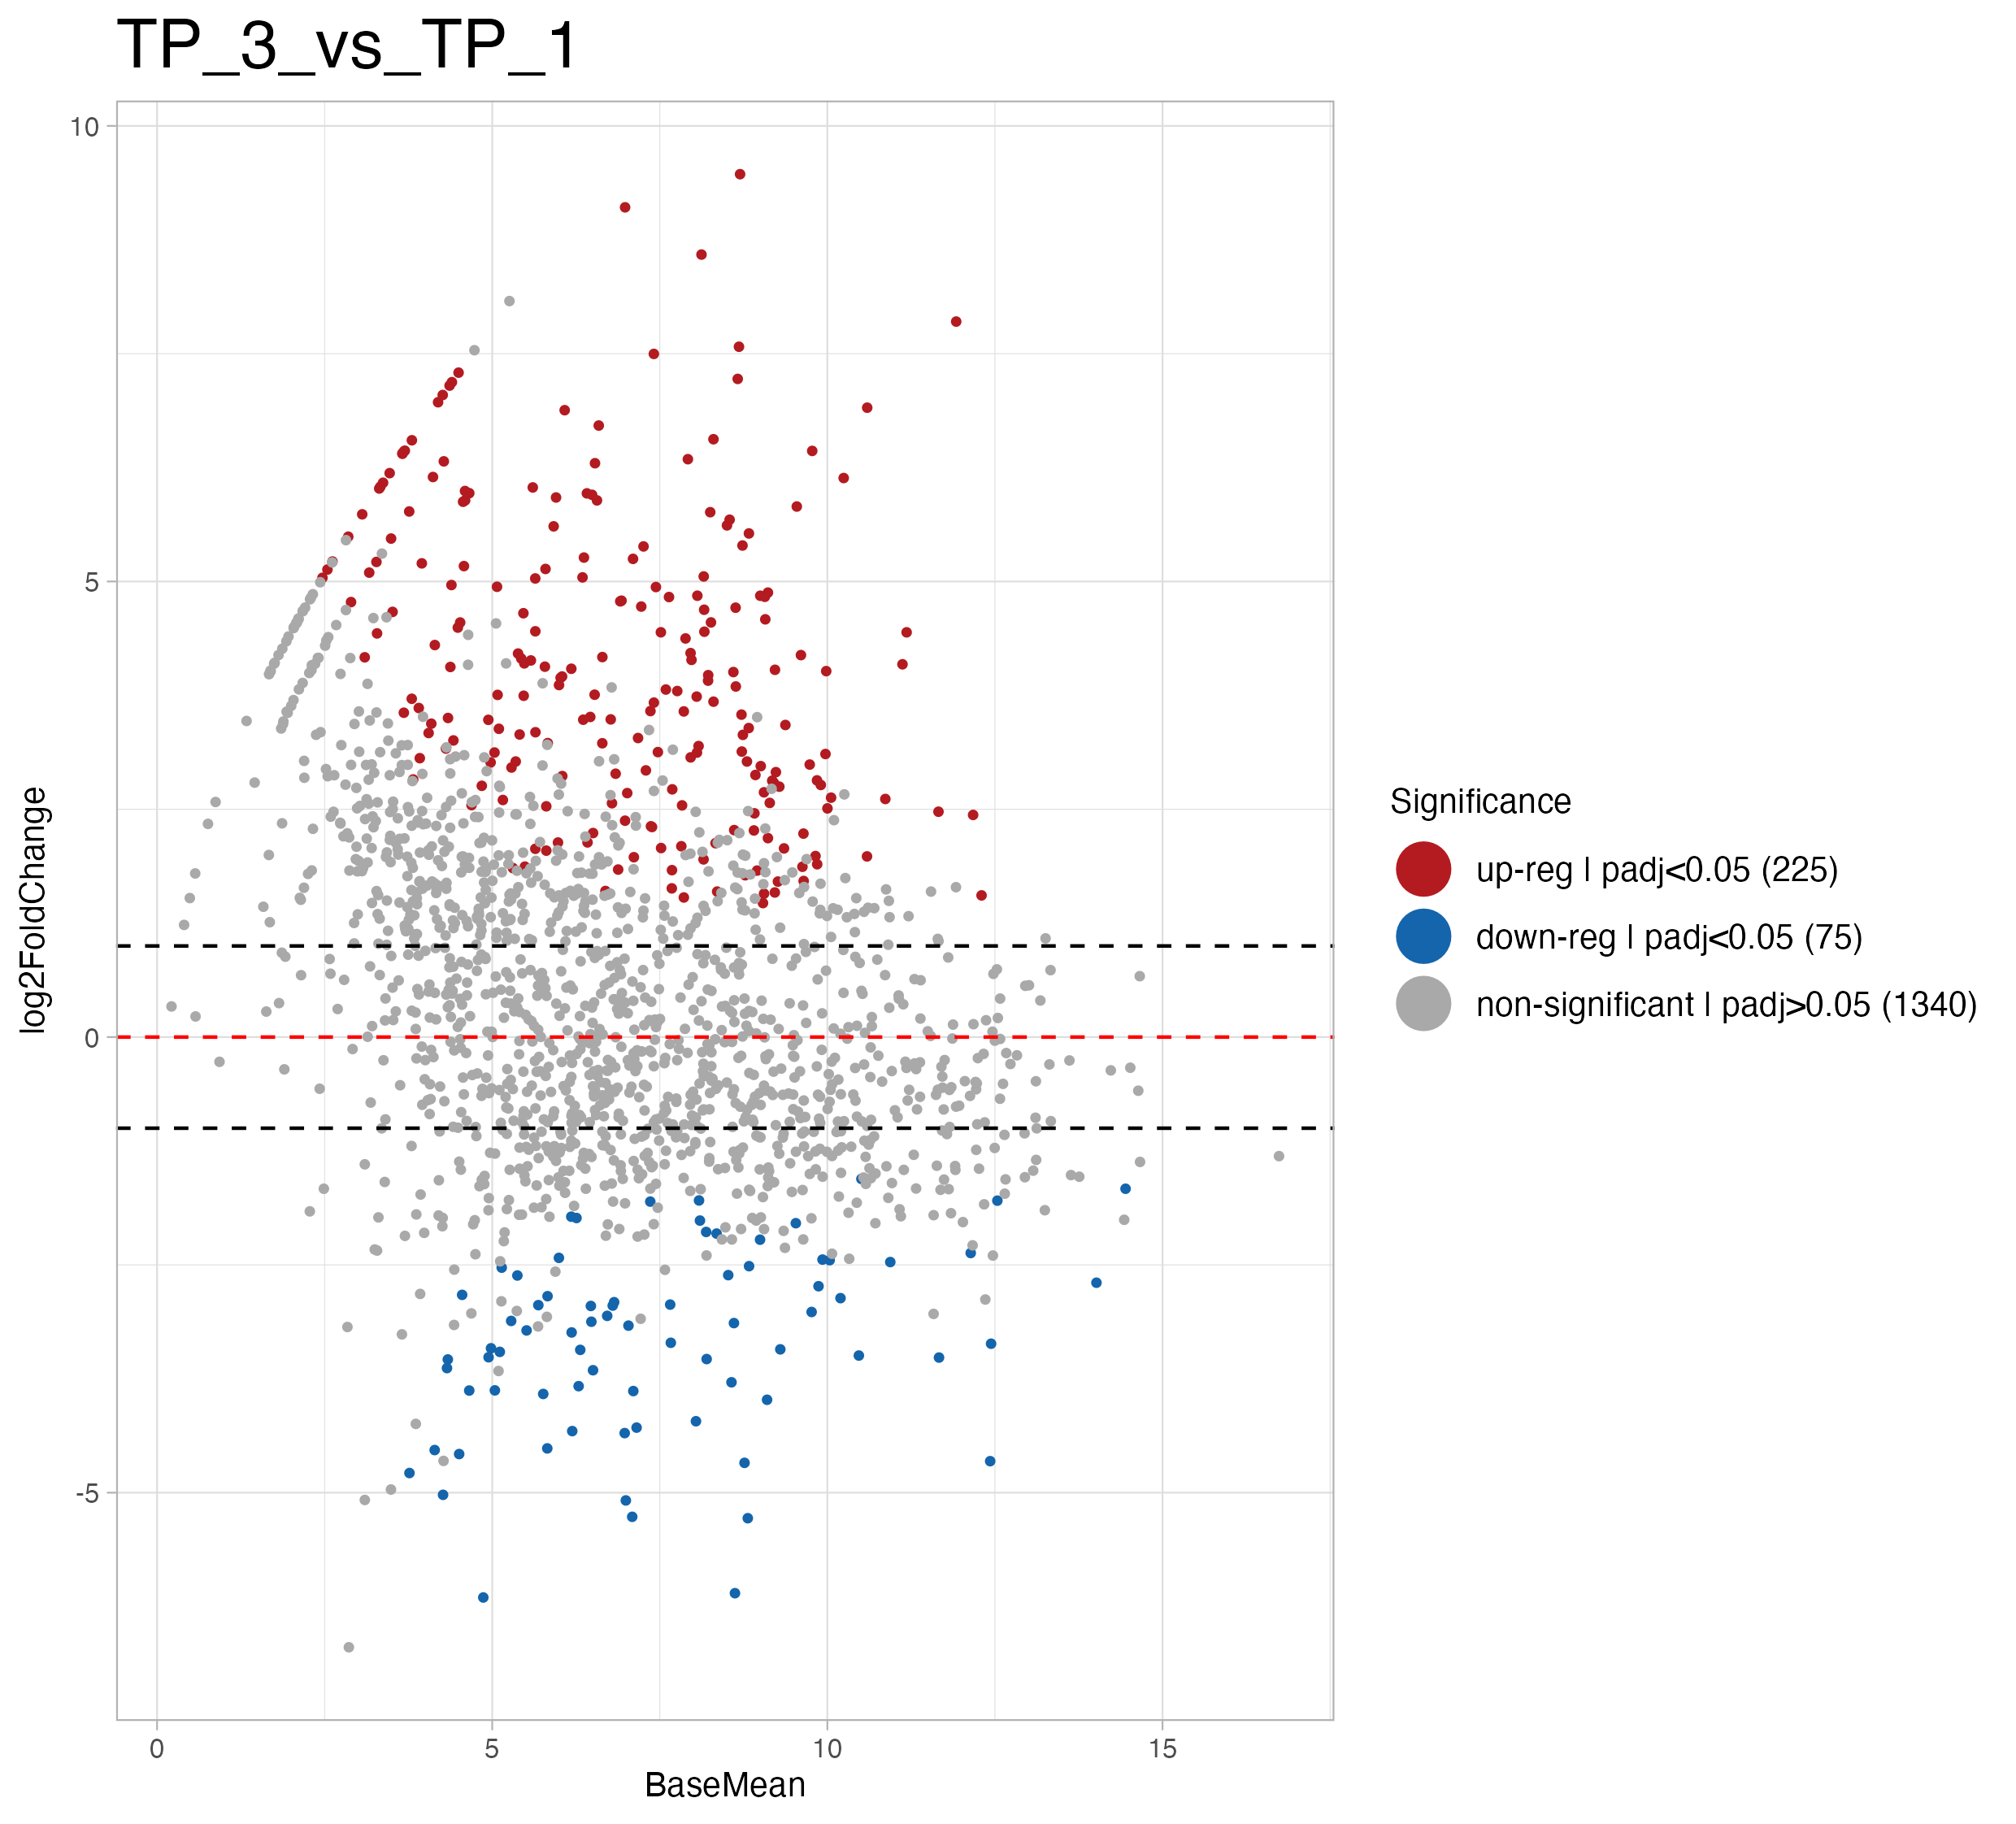 TP_3_vs_TP_1
10
5
0
-5
log2FoldChange
0
5
10
15
BaseMean
Significance
up-reg | padj<0.05 (225)
down-reg | padj<0.05 (75)
non-significant | padj>0.05 (1340)